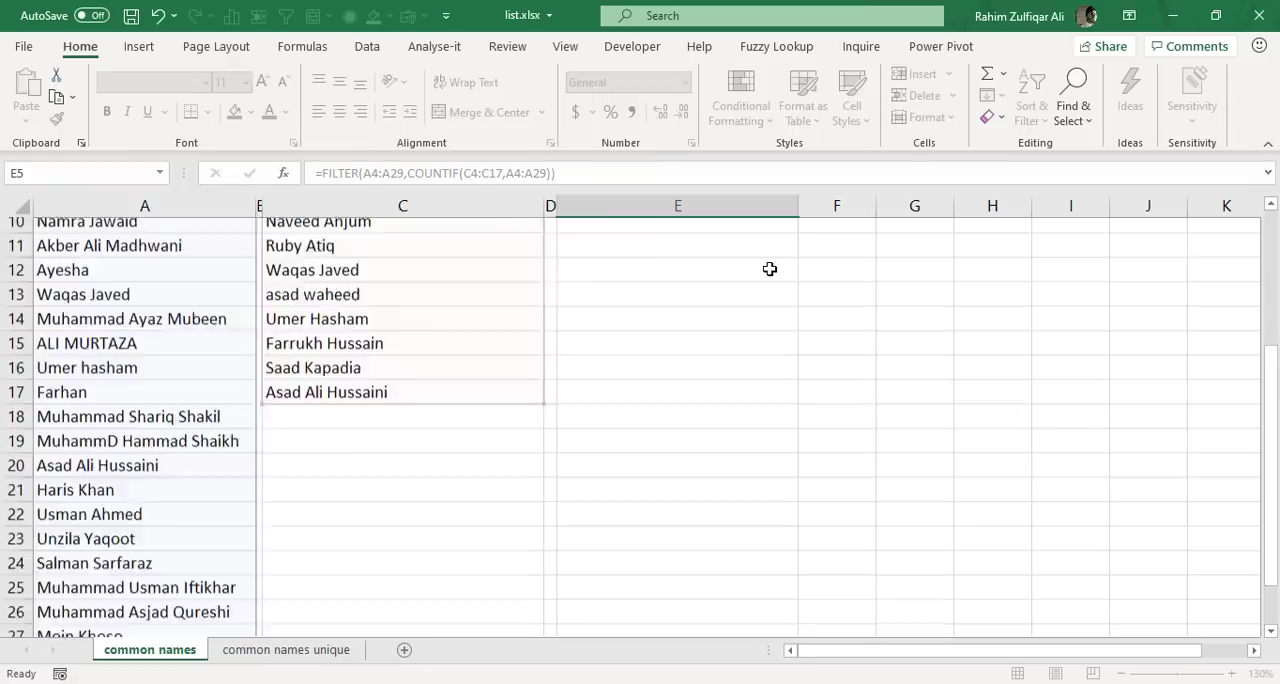 AutoSave Off list.xlsx Search Rahim Zulfiqar Ali
File Home Insert Page Layout Formulas Data Analyse-it Review View Developer Help Fuzzy Lookup Inquire Power Pivot Share Comments
Paste
Clipboard
11 A A
B I U A
Font
Wrap Text
Merge & Center
Alignment
General
$ % ,
Number
Conditional Formatting
Format as Table
Cell Styles
Styles
Insert
Delete
Format
Cells
Sort & Filter
Find & Select
Editing
Ideas
Ideas
Sensitivity
Sensitivity
E5 fx =FILTER(A4:A29,COUNTIF(C4:C17,A4:A29))
A C D E F G H I J K
10 Namra Jawaid Naveed Anjum
11 Akber Ali Madhwani Ruby Atiq
12 Ayesha Waqas Javed
13 Waqas Javed asad waheed
14 Muhammad Ayaz Mubeen Umer Hasham
15 ALI MURTAZA Farrukh Hussain
16 Umer hasham Saad Kapadia
17 Farhan Asad Ali Hussaini
18 Muhammad Shariq Shakil
19 MuhammD Hammad Shaikh
20 Asad Ali Hussaini
21 Haris Khan
22 Usman Ahmed
23 Unzila Yaqoot
24 Salman Sarfaraz
25 Muhammad Usman Iftikhar
26 Muhammad Asjad Qureshi
27 Moin Khoso
common names common names unique
Ready 130%